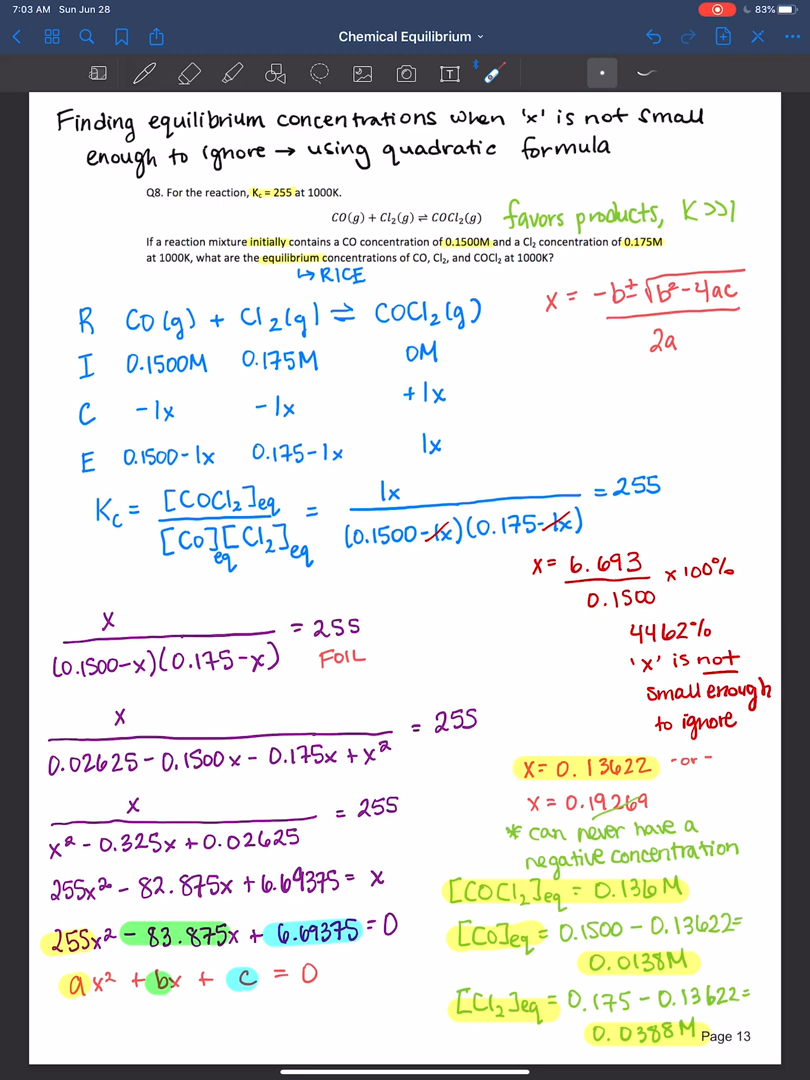 7:03 AM Sun Jun 28
83%
Chemical Equilibrium
Finding equilibrium concentrations when 'x' is not small
enough to ignore → using quadratic formula
Q8. For the reaction, Kc = 255 at 1000K.
CO(g) + Cl₂(g) ⇌ COCl₂(g)
favors products, K >>1
If a reaction mixture initially contains a CO concentration of 0.1500M and a Cl₂ concentration of 0.175M
at 1000K, what are the equilibrium concentrations of CO, Cl₂, and COCl₂ at 1000K?
↳ RICE
x = -b ± √b² - 4ac / 2a
R CO(g) + Cl₂(g) ⇌ COCl₂(g)
I 0.1500M 0.175M 0M
C -1x -1x +1x
E 0.1500-1x 0.175-1x 1x
Kc = [COCl₂]eq / [Co]eq [Cl₂]eq = 1x / (0.1500-1x)(0.175-1x) = 255
x = 6.693 / 0.1500 x 100%
4462%
'x' is not
small enough
to ignore
x / (0.1500-x)(0.175-x) = 255
FOIL
x / 0.02625 - 0.1500x - 0.175x + x² = 255
x / x² - 0.325x + 0.02625 = 255
255x² - 82.875x + 6.69375 = x
255x² - 83.875x + 6.69375 = 0
ax² + bx + c = 0
x = 0.13622 -or-
x = 0.19269
* can never have a
negative concentration
[COCl₂]eq = 0.136M
[CO]eq = 0.1500 - 0.13622 =
0.0138M
[Cl₂]eq = 0.175 - 0.13622 =
0.0388M
Page 13